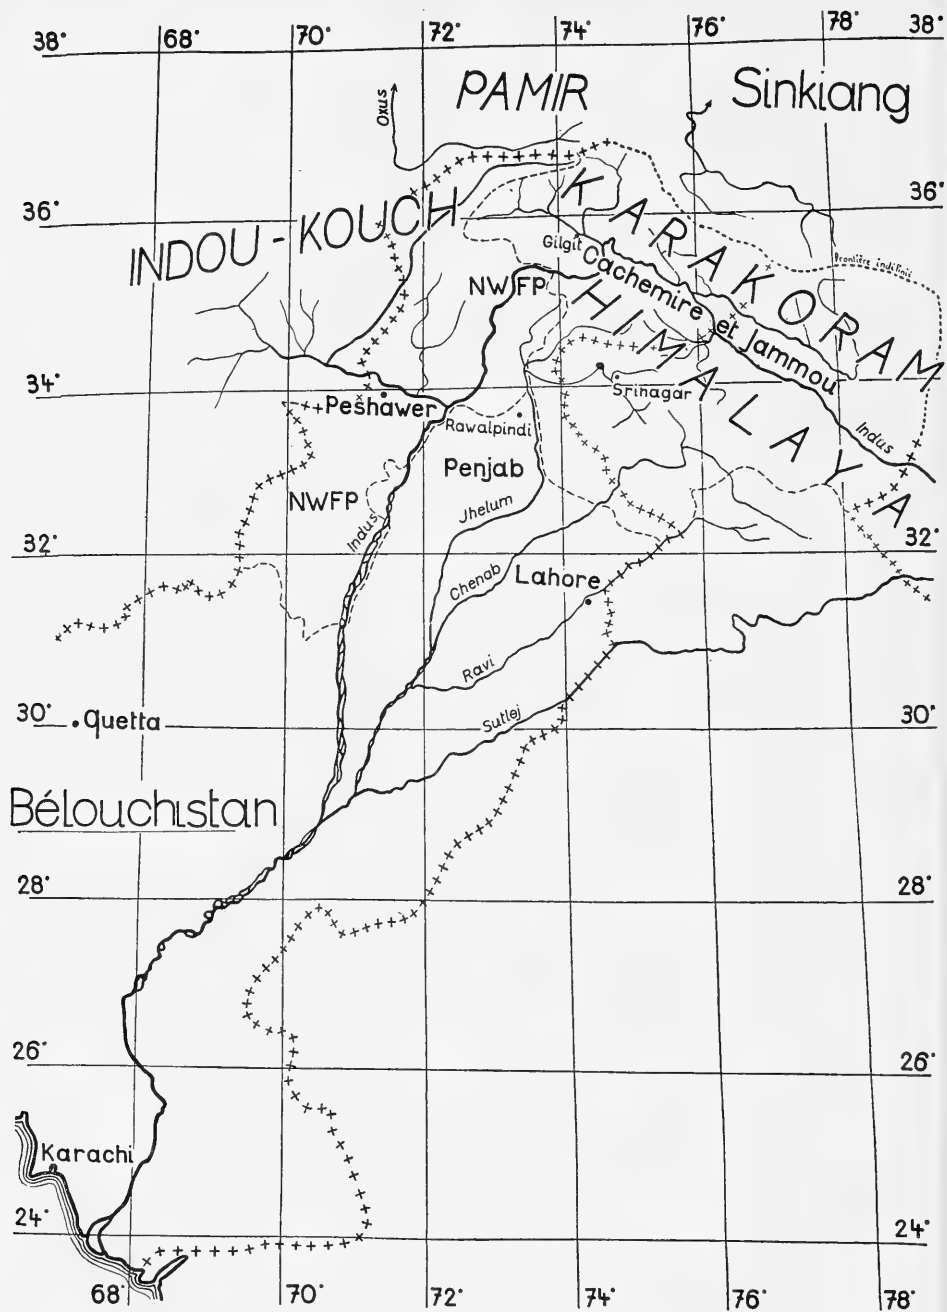 38° 68° 70° 72° 74° 76° 78° 38°
PAMIR
Sinkiang
Oxus
36° 36°
KARAKORAM
INDOU-KOUCH
Gilgit
Frontière indéfinie
NWFP
Cachemire et Jammou
HIMALAYA
34°
Peshawer
Srinagar
Rawalpindi
Indus
Penjab
NWFP
Indus
Jhelum
32° 32°
Chenab
Lahore
Ravi
30° 30°
Quetta
Sutlej
Bélouchistan
28° 28°
26° 26°
Karachi
24° 24°
68° 70° 72° 74° 76° 78°